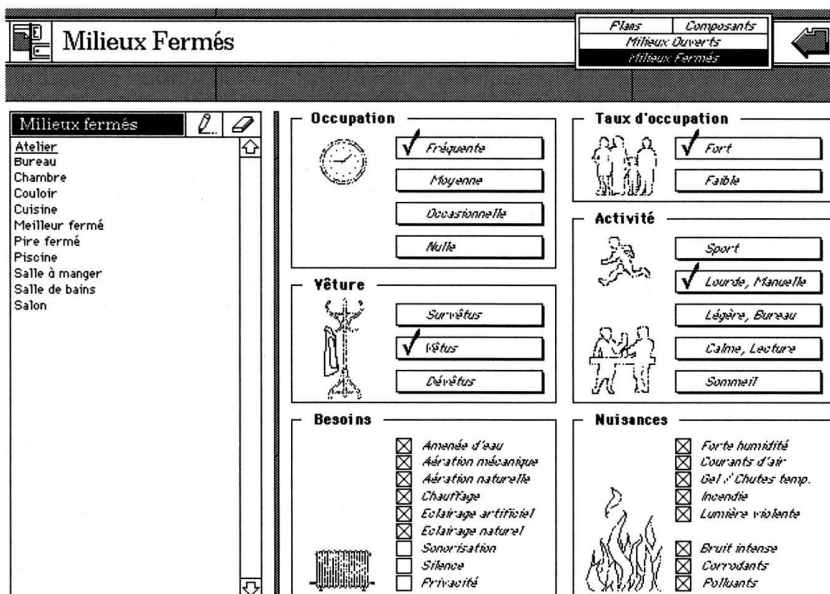 Milieux Fermés
Plans Composants
Milieux Ouverts
Milieux Fermés
Milieux fermés
Atelier
Bureau
Chambre
Couloir
Cuisine
Meilleur fermé
Pire fermé
Piscine
Salle à manger
Salle de bains
Salon
Occupation
Fréquente
Moyenne
Occasionnelle
Nulle
Taux d'occupation
Fort
Faible
Vêture
Survêtus
Vêtus
Dévêtus
Activité
Sport
Lourde, Manuelle
Légère, Bureau
Calme, Lecture
Sommeil
Besoins
Amenée d'eau
Aération mécanique
Aération naturelle
Chauffage
Eclairage artificiel
Eclairage naturel
Sonorisation
Silence
Privacité
Nuisances
Forte humidité
Courants d'air
Gel / Chutes temp.
Incendie
Lumière violente
Bruit intense
Corrodants
Polluants